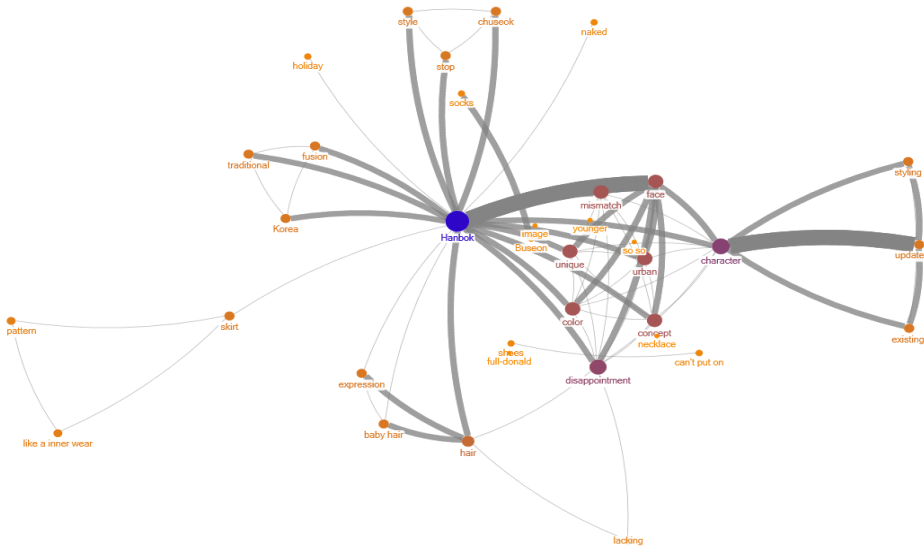 style
chuseok
naked
holiday
stop
socks
traditional
fusion
styling
face
mismatch
Korea
Hanbok
younger
image
Buseon
so so
unique
urban
character
update
color
concept
necklace
pattern
skirt
existing
shoes
full-donald
can't put on
disappointment
expression
baby hair
like a inner wear
hair
lacking